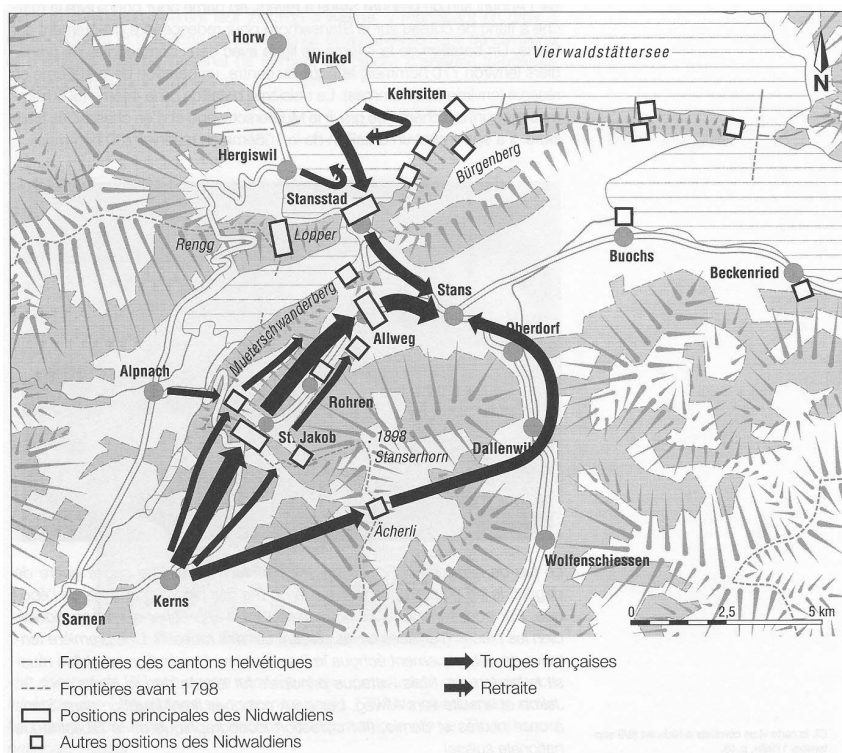 Horw
Winkel
Vierwaldstättersee
N
Kehrsiten
Hergiswil
Bürgenberg
Stansstad
Rengg
Lopper
Buochs
Beckenried
Stans
Mueterschwanderberg
Allweg
Oberdorf
Alpnach
Rohren
St. Jakob
1898
Stanserhorn
Dallenwil
Ächerli
Wolfenschiessen
Kerns
Sarnen
0 2,5 5 km
Frontières des cantons helvétiques
Troupes françaises
Frontières avant 1798
Retraite
Positions principales des Nidwaldiens
Autres positions des Nidwaldiens